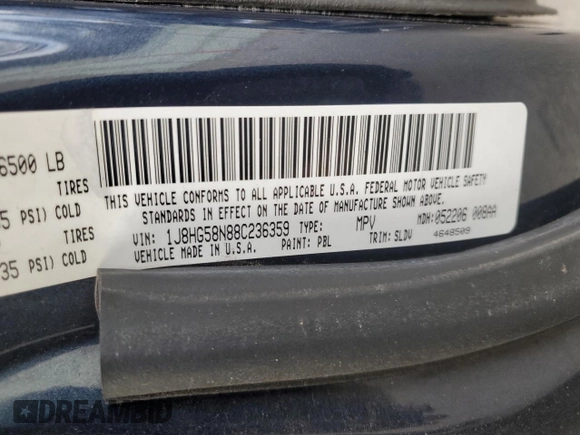 6500 LB
TIRES
5 PSI) COLD
TIRES
35 PSI) COLD
THIS VEHICLE CONFORMS TO ALL APPLICABLE U.S.A. FEDERAL MOTOR VEHICLE SAFETY
STANDARDS IN EFFECT ON THE DATE OF MANUFACTURE SHOWN ABOVE.
VIN: 1J8HG58N88C236359 TYPE: MPV MDH: 052206 008AA
VEHICLE MADE IN U.S.A. PAINT: PBL TRIM: SLDV 4648509
DREAMBID